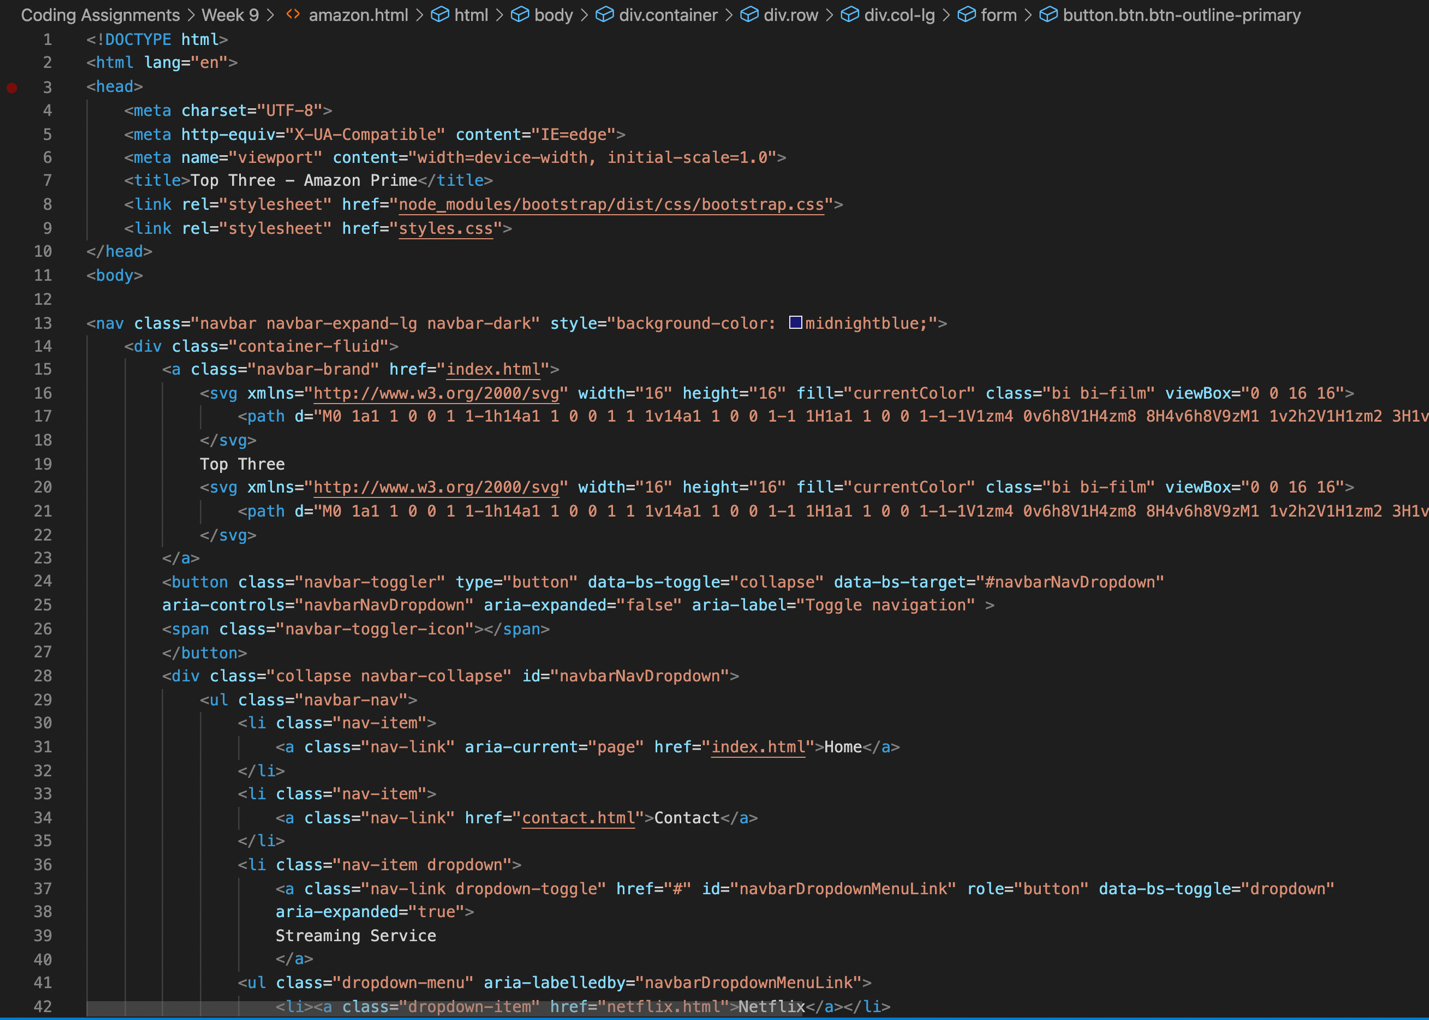 Coding Assignments > Week 9 > <> amazon.html > html > body > div.container > div.row > div.col-lg > form > button.btn.btn-outline-primary
1 <!DOCTYPE html>
2 <html lang="en">
3 <head>
4 <meta charset="UTF-8">
5 <meta http-equiv="X-UA-Compatible" content="IE=edge">
6 <meta name="viewport" content="width=device-width, initial-scale=1.0">
7 <title>Top Three – Amazon Prime</title>
8 <link rel="stylesheet" href="node_modules/bootstrap/dist/css/bootstrap.css">
9 <link rel="stylesheet" href="styles.css">
10 </head>
11 <body>
12
13 <nav class="navbar navbar-expand-lg navbar-dark" style="background-color: midnightblue;">
14 <div class="container-fluid">
15 <a class="navbar-brand" href="index.html">
16 <svg xmlns="http://www.w3.org/2000/svg" width="16" height="16" fill="currentColor" class="bi bi-film" viewBox="0 0 16 16">
17 <path d="M0 1a1 1 0 0 1 1-1h14a1 1 0 0 1 1 1v14a1 1 0 0 1-1 1H1a1 1 0 0 1-1-1V1zm4 0v6h8V1H4zm8 8H4v6h8V9zM1 1v2h2V1H1zm2 3H1v
18 </svg>
19 Top Three
20 <svg xmlns="http://www.w3.org/2000/svg" width="16" height="16" fill="currentColor" class="bi bi-film" viewBox="0 0 16 16">
21 <path d="M0 1a1 1 0 0 1 1-1h14a1 1 0 0 1 1 1v14a1 1 0 0 1-1 1H1a1 1 0 0 1-1-1V1zm4 0v6h8V1H4zm8 8H4v6h8V9zM1 1v2h2V1H1zm2 3H1v
22 </svg>
23 </a>
24 <button class="navbar-toggler" type="button" data-bs-toggle="collapse" data-bs-target="#navbarNavDropdown"
25 aria-controls="navbarNavDropdown" aria-expanded="false" aria-label="Toggle navigation" >
26 <span class="navbar-toggler-icon"></span>
27 </button>
28 <div class="collapse navbar-collapse" id="navbarNavDropdown">
29 <ul class="navbar-nav">
30 <li class="nav-item">
31 <a class="nav-link" aria-current="page" href="index.html">Home</a>
32 </li>
33 <li class="nav-item">
34 <a class="nav-link" href="contact.html">Contact</a>
35 </li>
36 <li class="nav-item dropdown">
37 <a class="nav-link dropdown-toggle" href="#" id="navbarDropdownMenuLink" role="button" data-bs-toggle="dropdown"
38 aria-expanded="true">
39 Streaming Service
40 </a>
41 <ul class="dropdown-menu" aria-labelledby="navbarDropdownMenuLink">
42 <li><a class="dropdown-item" href="netflix.html">Netflix</a></li>